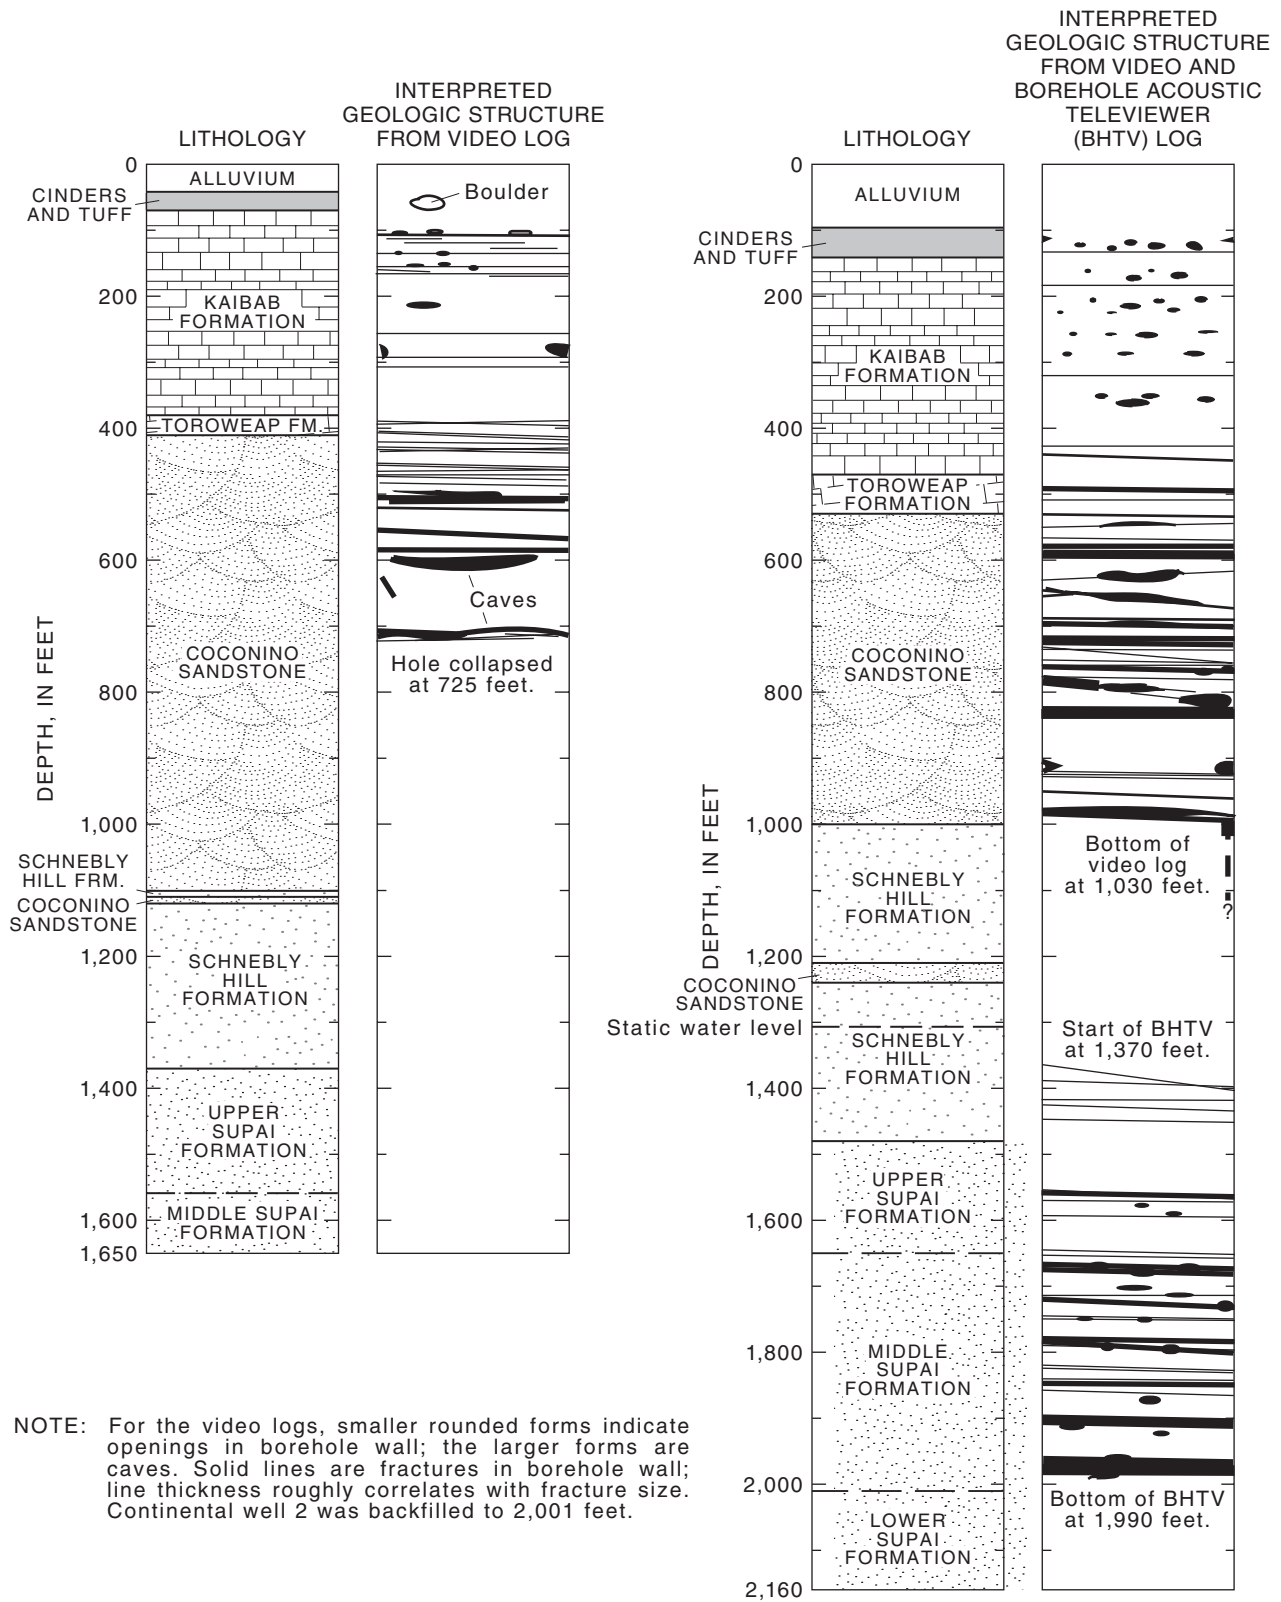 INTERPRETED
GEOLOGIC STRUCTURE
FROM VIDEO LOG
LITHOLOGY
0
200
400
600
800
1,000
1,200
1,400
1,600
1,650
DEPTH, IN FEET
ALLUVIUM
CINDERS
AND TUFF
KAIBAB
FORMATION
TOROWEAP FM.
COCONINO
SANDSTONE
SCHNEBLY
HILL FRM.
COCONINO
SANDSTONE
SCHNEBLY
HILL
FORMATION
UPPER
SUPAI
FORMATION
MIDDLE SUPAI
FORMATION
Boulder
Caves
Hole collapsed
at 725 feet.
INTERPRETED
GEOLOGIC STRUCTURE
FROM VIDEO AND
BOREHOLE ACOUSTIC
TELEVIEWER
(BHTV) LOG
LITHOLOGY
0
200
400
600
800
1,000
1,200
1,400
1,600
1,800
2,000
2,160
DEPTH, IN FEET
ALLUVIUM
CINDERS
AND TUFF
KAIBAB
FORMATION
TOROWEAP
FORMATION
COCONINO
SANDSTONE
SCHNEBLY
HILL
FORMATION
COCONINO
SANDSTONE
Static water level
SCHNEBLY
HILL
FORMATION
UPPER
SUPAI
FORMATION
MIDDLE
SUPAI
FORMATION
LOWER
SUPAI
FORMATION
Bottom of
video log
at 1,030 feet.
?
Start of BHTV
at 1,370 feet.
Bottom of BHTV
at 1,990 feet.
NOTE: For the video logs, smaller rounded forms indicate
openings in borehole wall; the larger forms are
caves. Solid lines are fractures in borehole wall;
line thickness roughly correlates with fracture size.
Continental well 2 was backfilled to 2,001 feet.